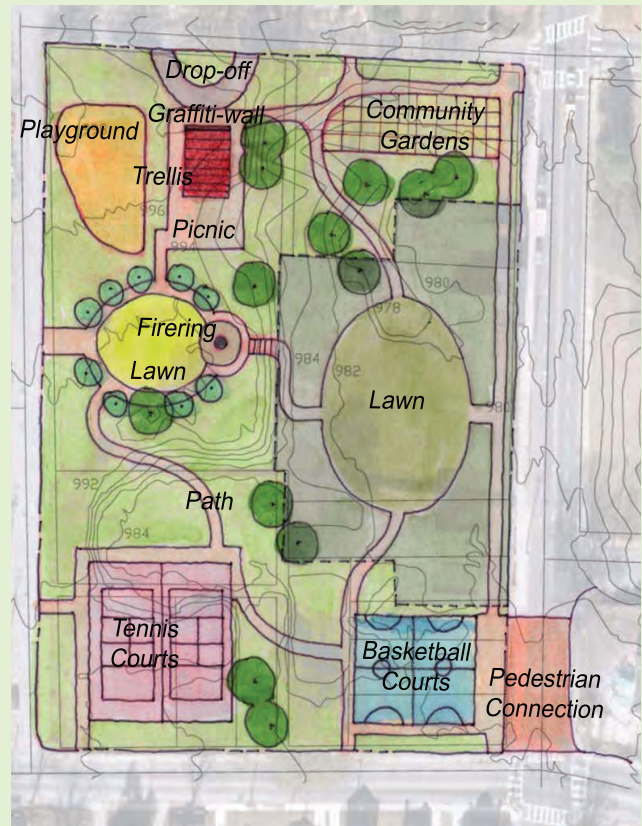 Drop-off
Graffiti-wall
Playground
Community
Gardens
Trellis
996
Picnic
994
980
978
Firering
Lawn
984
982
Lawn
980
992
Path
984
Tennis
Courts
Basketball
Courts
Pedestrian
Connection